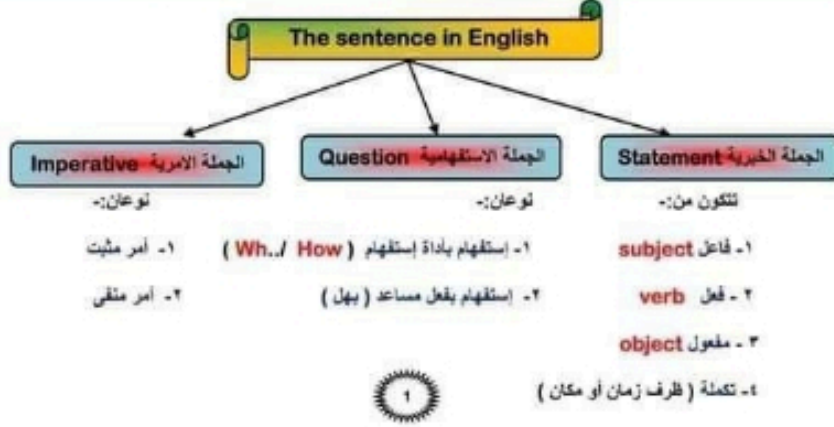 The sentence in English
الجملة الخبرية Statement
تتكون من:-
١- فاعل subject
٢- فعل verb
٣- مفعول object
٤- تكملة ( ظرف زمان أو مكان )
الجملة الاستفهامية Question
نوعان:-
١- إستفهام بأداة إستفهام ( Wh../ How )
٢- إستفهام بفعل مساعد ( بهل )
الجملة الامرية Imperative
نوعان:-
١- أمر مثبت
٢- أمر منفى
١